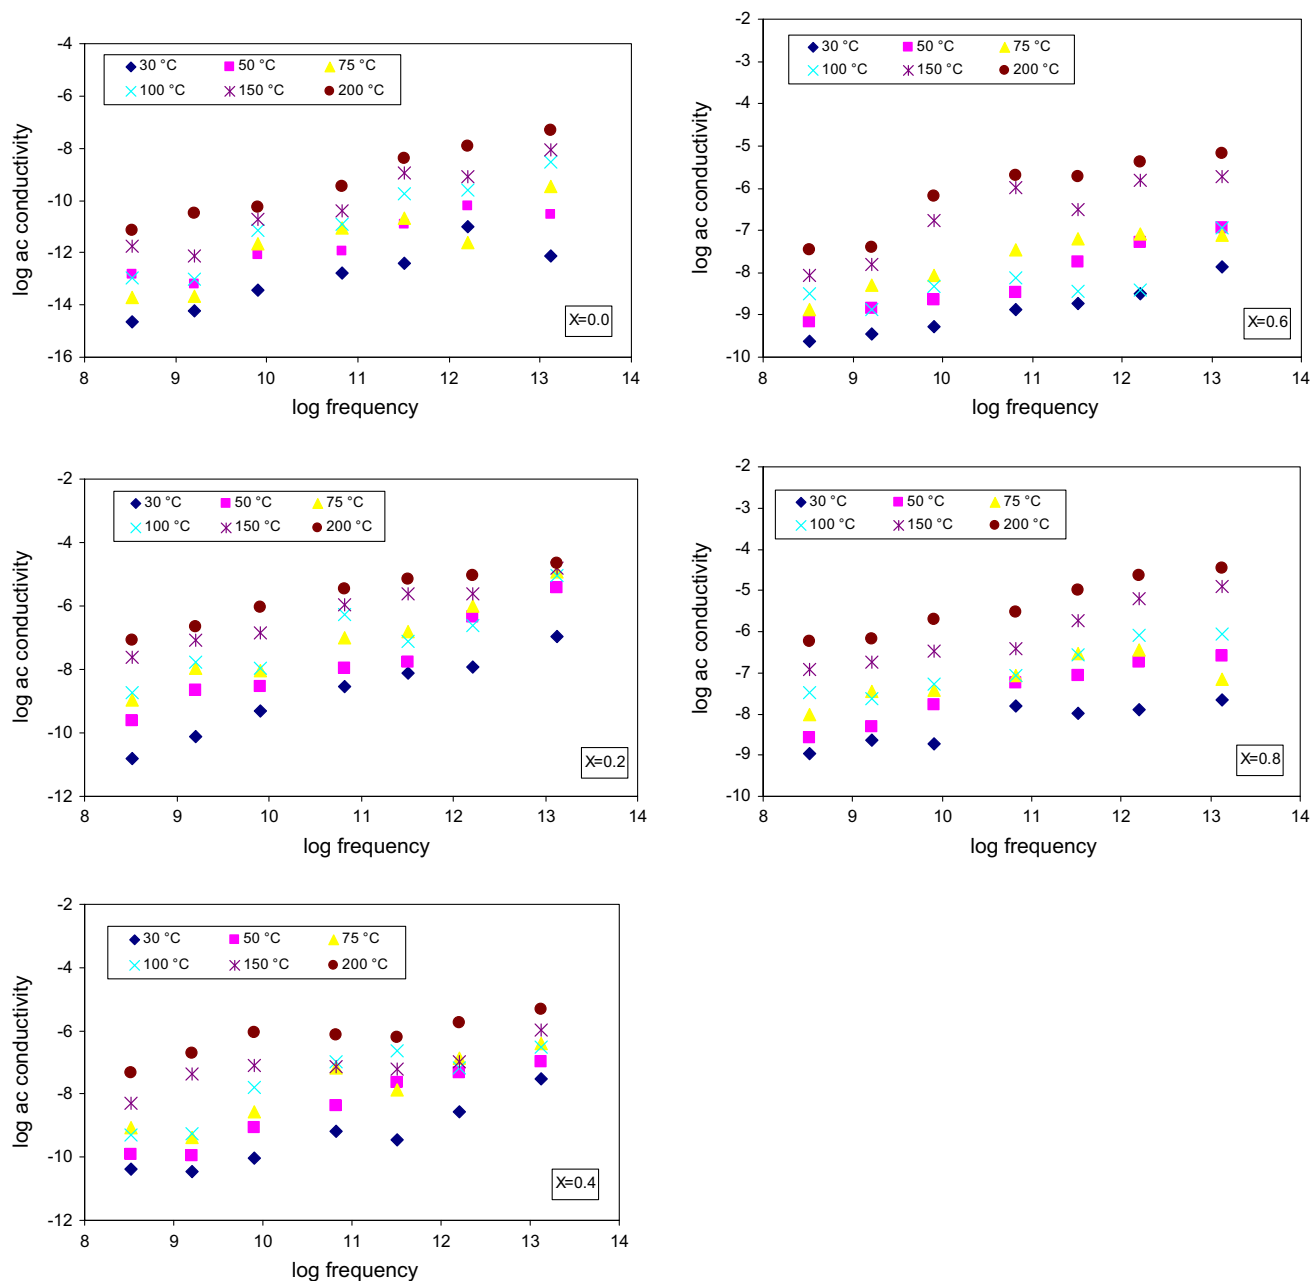 -4
-6
-8
-10
-12
-14
-16
8 9 10 11 12 13 14
log ac conductivity
log frequency
30 °C 50 °C 75 °C
100 °C 150 °C 200 °C
X=0.0
-2
-3
-4
-5
-6
-7
-8
-9
-10
8 9 10 11 12 13 14
log ac conductivity
log frequency
30 °C 50 °C 75 °C
100 °C 150 °C 200 °C
X=0.6
-2
-4
-6
-8
-10
-12
8 9 10 11 12 13 14
log ac conductivity
log frequency
30 °C 50 °C 75 °C
100 °C 150 °C 200 °C
X=0.2
-2
-3
-4
-5
-6
-7
-8
-9
-10
8 9 10 11 12 13 14
log ac conductivity
log frequency
30 °C 50 °C 75 °C
100 °C 150 °C 200 °C
X=0.8
-2
-4
-6
-8
-10
-12
8 9 10 11 12 13 14
log ac conductivity
log frequency
30 °C 50 °C 75 °C
100 °C 150 °C 200 °C
X=0.4